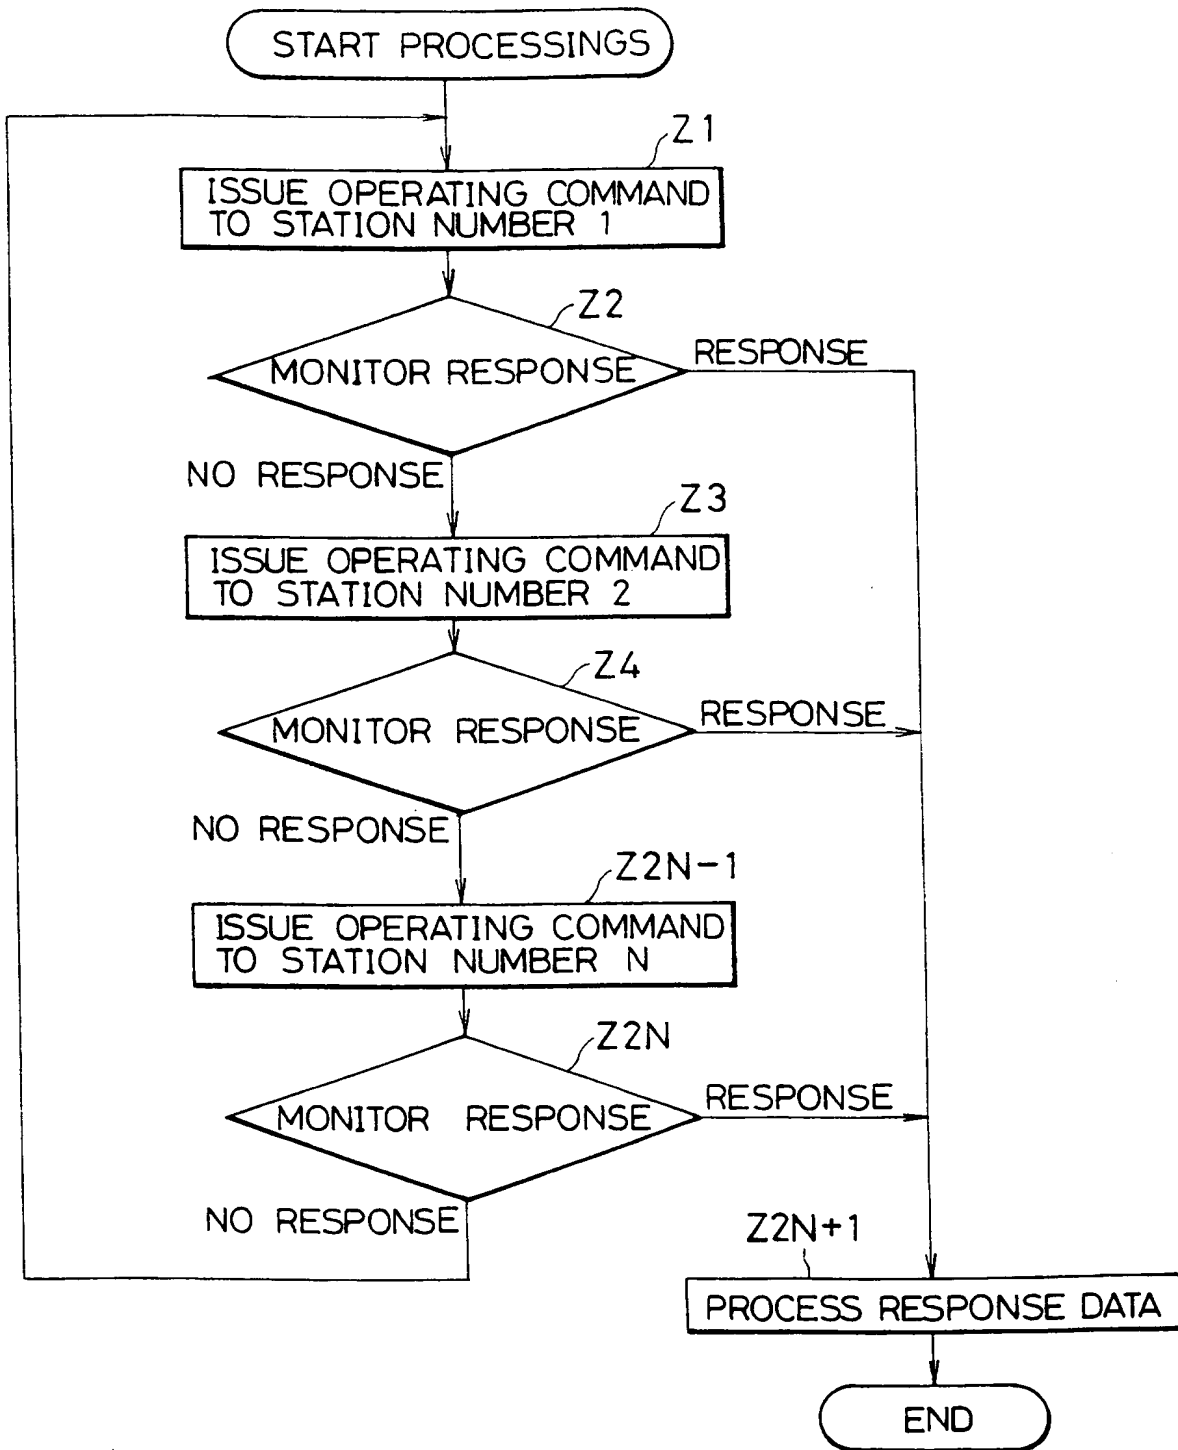 START PROCESSINGS
Z1
ISSUE OPERATING COMMAND
TO STATION NUMBER 1
Z2
MONITOR RESPONSE
RESPONSE
NO RESPONSE
Z3
ISSUE OPERATING COMMAND
TO STATION NUMBER 2
Z4
MONITOR RESPONSE
RESPONSE
NO RESPONSE
Z2N-1
ISSUE OPERATING COMMAND
TO STATION NUMBER N
Z2N
MONITOR RESPONSE
RESPONSE
NO RESPONSE
Z2N+1
PROCESS RESPONSE DATA
END